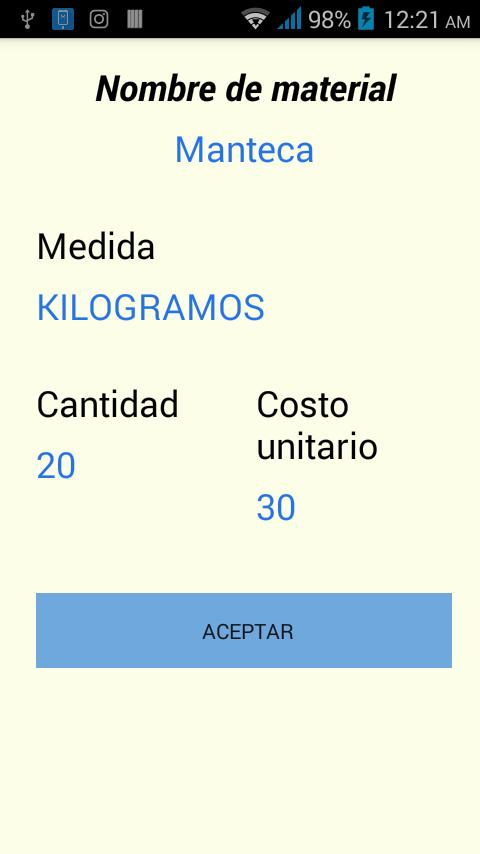 98% 12:21 AM
Nombre de material
Manteca
Medida
KILOGRAMOS
Cantidad
20
Costo
unitario
30
ACEPTAR